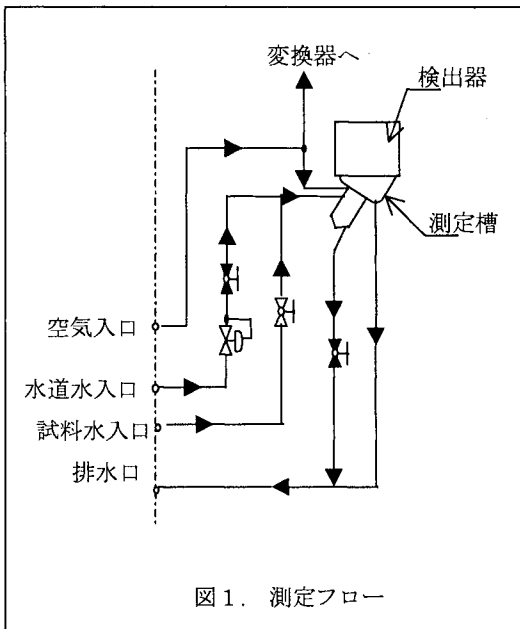 変換器へ
検出器
測定槽
空気入口
水道水入口
試料水入口
排水口
図1. 測定フロー